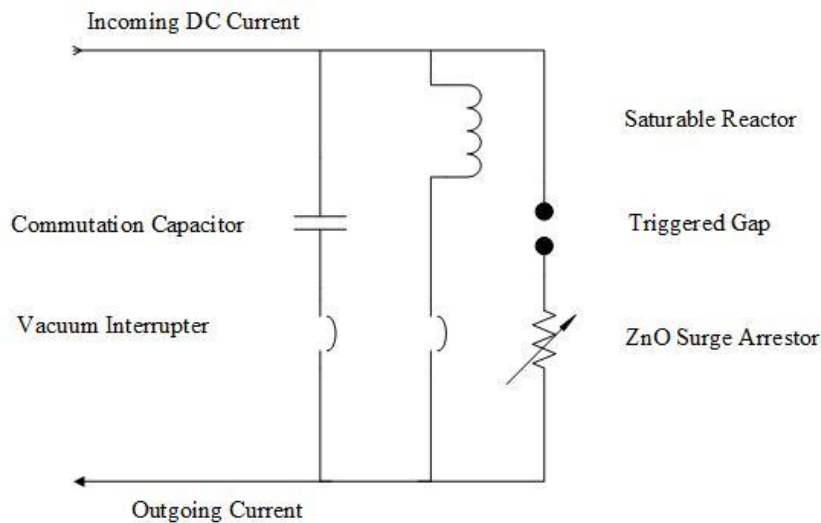 Incoming DC Current
Saturable Reactor
Commutation Capacitor
Triggered Gap
Vacuum Interrupter
ZnO Surge Arrestor
Outgoing Current